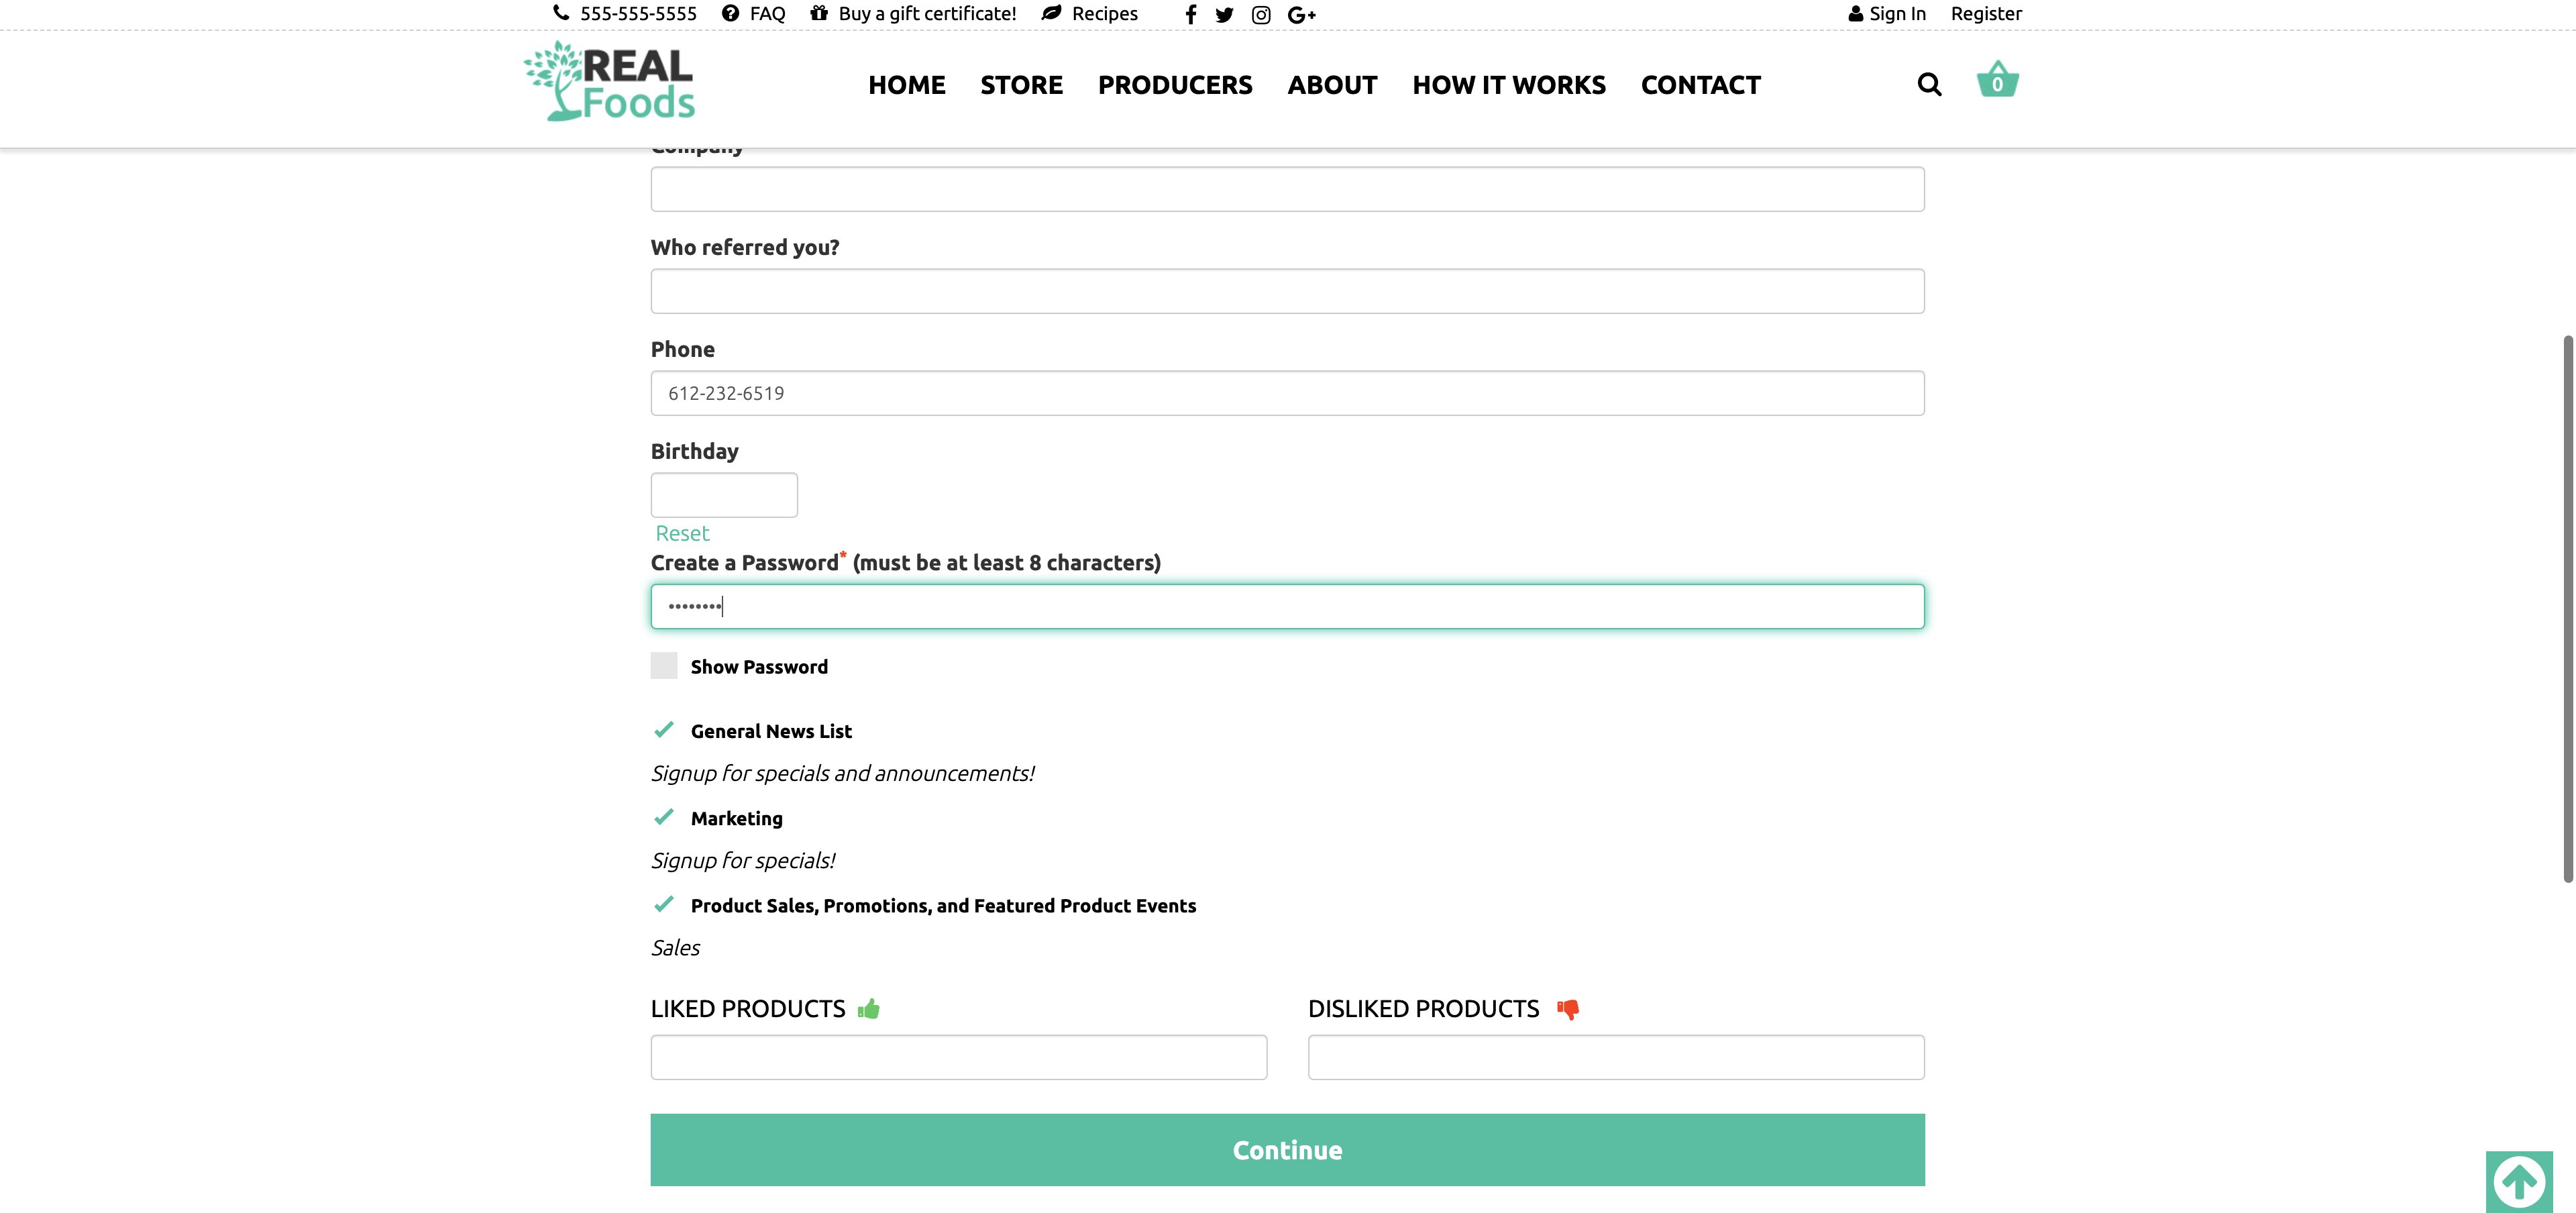 555-555-5555 FAQ Buy a gift certificate! Recipes G+ Sign In Register
REAL
Foods
HOME STORE PRODUCERS ABOUT HOW IT WORKS CONTACT
0
Company
Who referred you?
Phone
612-232-6519
Birthday
Reset
Create a Password* (must be at least 8 characters)
••••••••
Show Password
General News List
Signup for specials and announcements!
Marketing
Signup for specials!
Product Sales, Promotions, and Featured Product Events
Sales
LIKED PRODUCTS DISLIKED PRODUCTS
Continue